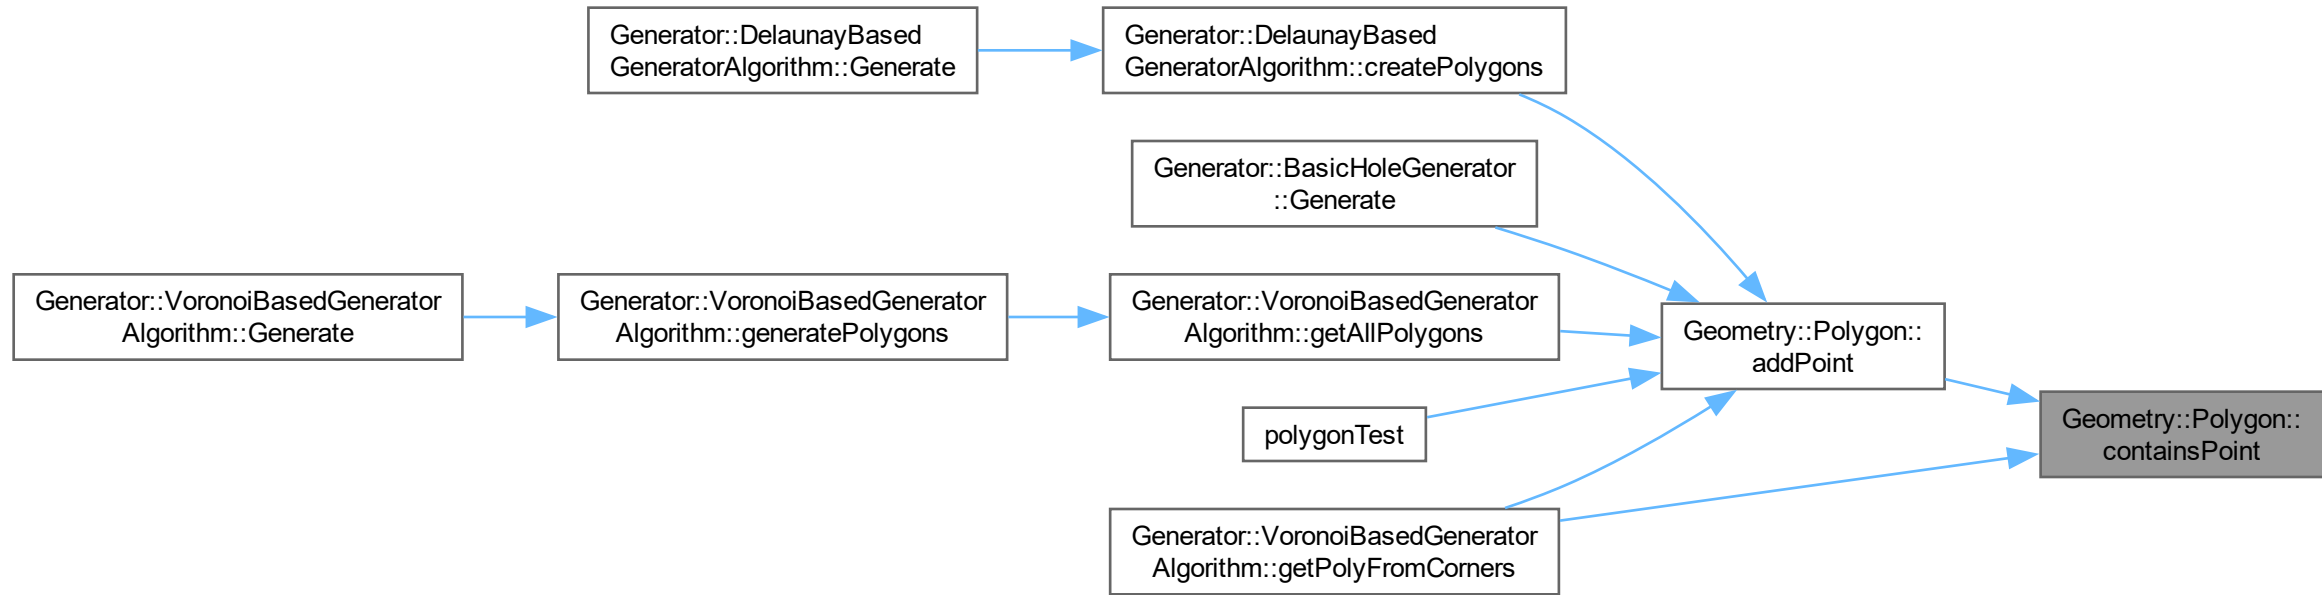 Generator::DelaunayBased
GeneratorAlgorithm::Generate
Generator::DelaunayBased
GeneratorAlgorithm::createPolygons
Generator::BasicHoleGenerator
::Generate
Generator::VoronoiBasedGenerator
Algorithm::Generate
Generator::VoronoiBasedGenerator
Algorithm::generatePolygons
Generator::VoronoiBasedGenerator
Algorithm::getAllPolygons
Geometry::Polygon::
addPoint
polygonTest
Geometry::Polygon::
containsPoint
Generator::VoronoiBasedGenerator
Algorithm::getPolyFromCorners